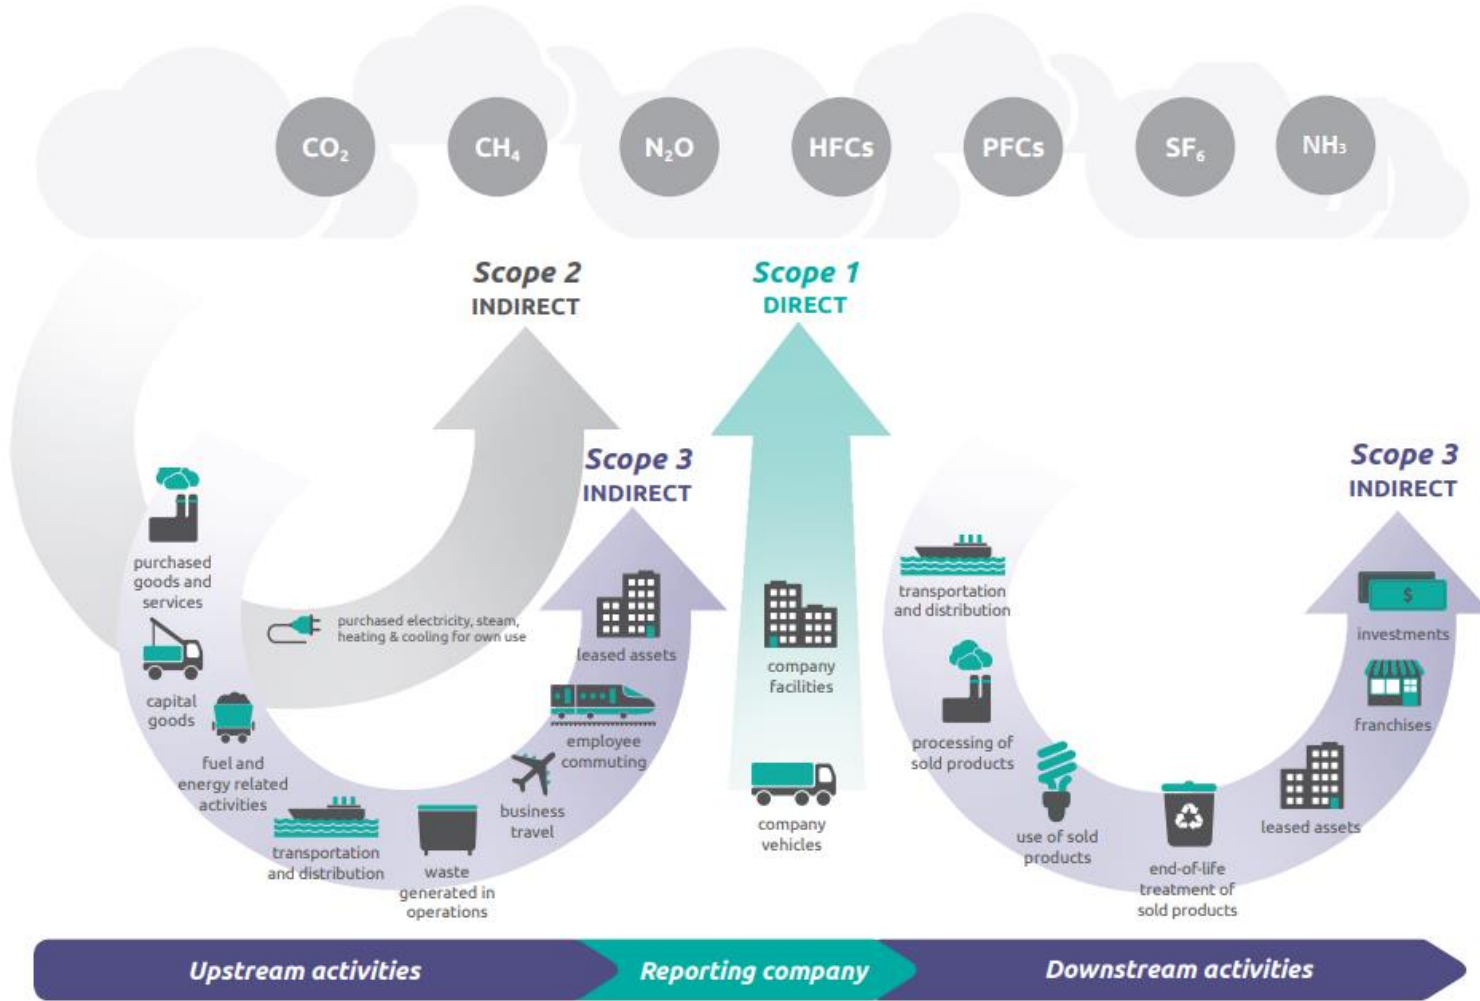 CO₂
CH₄
N₂O
HFCs
PFCs
SF₆
NH₃
Scope 2
INDIRECT
Scope 1
DIRECT
Scope 3
INDIRECT
Scope 3
INDIRECT
purchased
goods and
services
capital
goods
fuel and
energy related
activities
transportation
and distribution
waste
generated in
operations
business
travel
employee
commuting
leased assets
purchased electricity, steam,
heating & cooling for own use
company
facilities
company
vehicles
transportation
and distribution
processing of
sold products
use of sold
products
end-of-life
treatment of
sold products
leased assets
franchises
$
investments
Upstream activities
Reporting company
Downstream activities